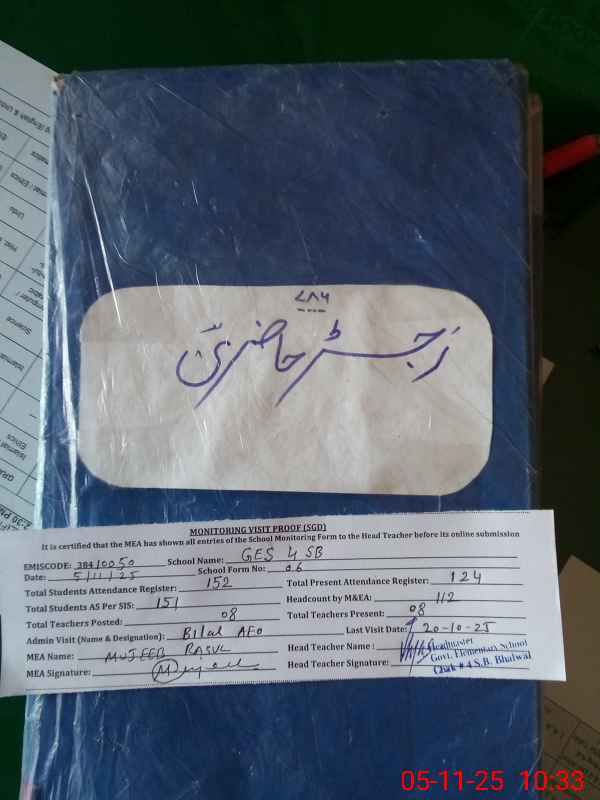 ۷۸۶
رجسٹر حاضری
MONITORING VISIT PROOF (SGD)
It is certified that the MEA has shown all entries of the School Monitoring Form to the Head Teacher before its online submission
EMISCODE: 38410050 School Name: GES 4 SB
Date: 5/11/25 School Form No: 06
Total Students Attendance Register: 152 Total Present Attendance Register: 124
Total Students AS Per SIS: 151 Headcount by M&EA: 112
Total Teachers Posted: 08 Total Teachers Present: 08
Admin Visit (Name & Designation): Bilal AEO Last Visit Date: 20-10-25
MEA Name: MUJEEB RASUL Head Teacher Name :
MEA Signature: Head Teacher Signature:
Headmaster
Govt. Elementary School
Chak # 4 S.B. Bhalwal
05-11-25 10:33